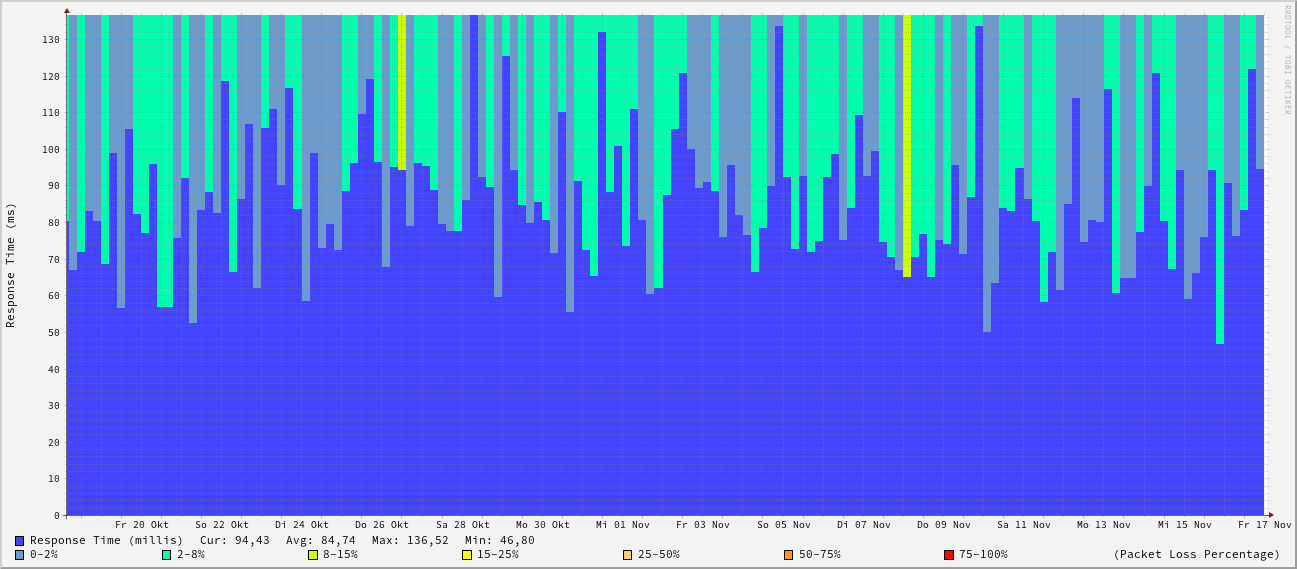 RRDTOOL / TOBI OETIKER
Response Time (ms)
130
120
110
100
90
80
70
60
50
40
30
20
10
0
Fr 20 Okt So 22 Okt Di 24 Okt Do 26 Okt Sa 28 Okt Mo 30 Okt Mi 01 Nov Fr 03 Nov So 05 Nov Di 07 Nov Do 09 Nov Sa 11 Nov Mo 13 Nov Mi 15 Nov Fr 17 Nov
Response Time (millis) Cur: 94,43 Avg: 84,74 Max: 136,52 Min: 46,80
0-2% 2-8% 8-15% 15-25% 25-50% 50-75% 75-100% (Packet Loss Percentage)